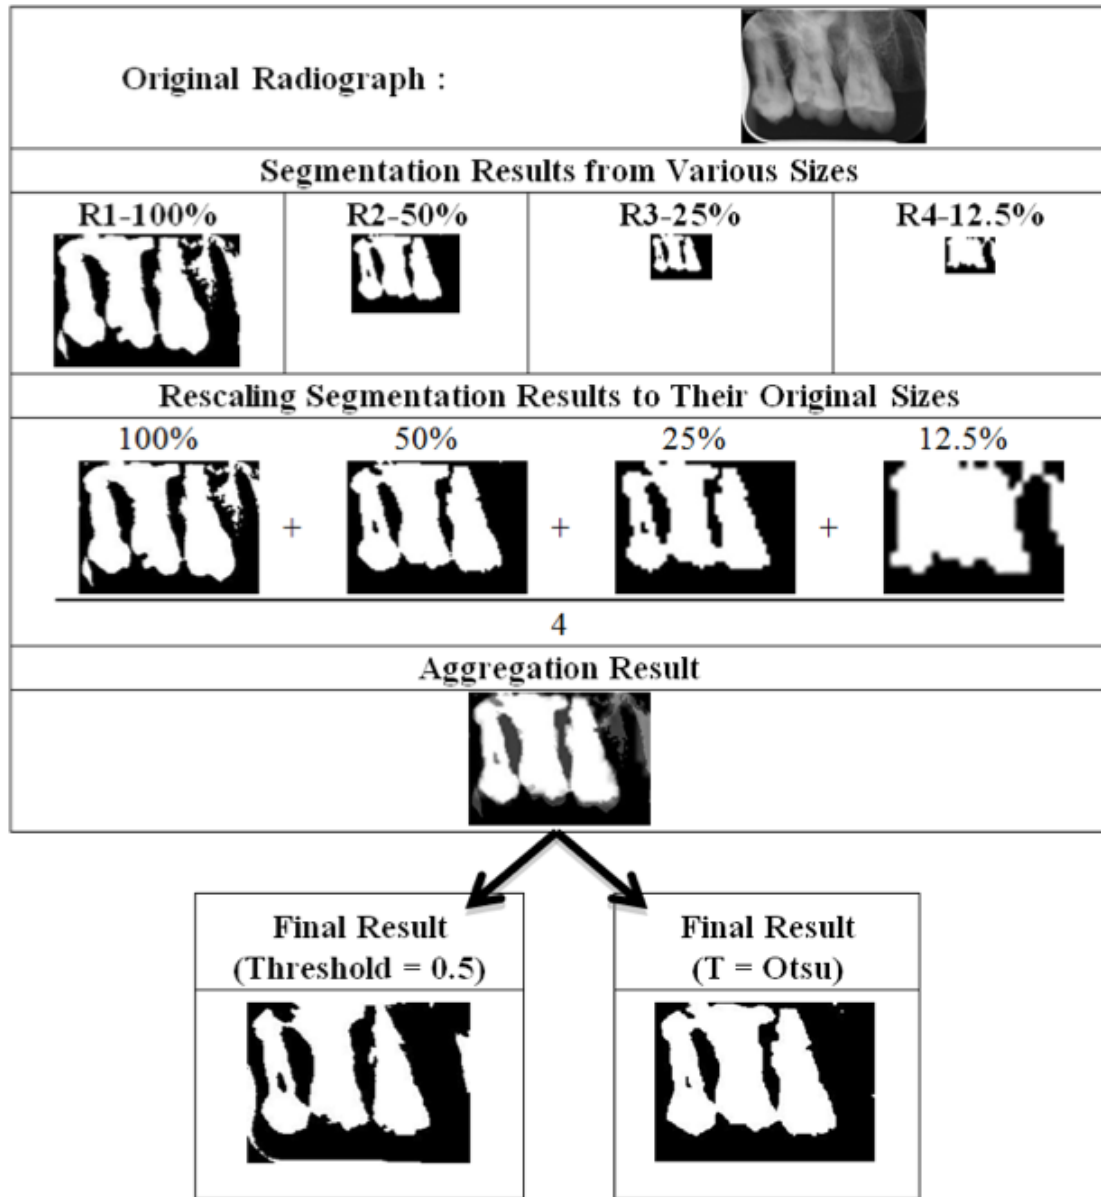 Original Radiograph :
Segmentation Results from Various Sizes
R1-100% R2-50% R3-25% R4-12.5%
Rescaling Segmentation Results to Their Original Sizes
100% 50% 25% 12.5%
+ + +
4
Aggregation Result
Final Result Final Result
(Threshold = 0.5) (T = Otsu)